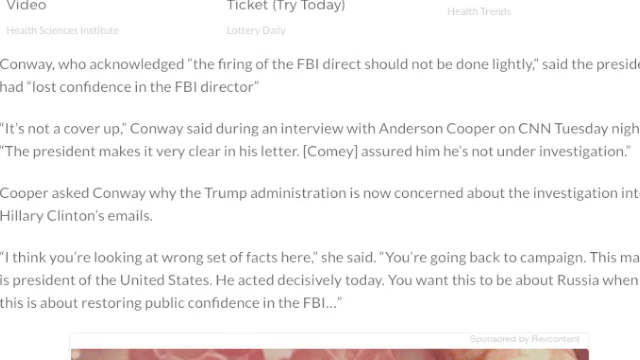 Video
Ticket (Try Today)
Health Trends
Health Sciences Institute
Lottery Daily
Conway, who acknowledged “the firing of the FBI direct should not be done lightly,” said the preside
had “lost confidence in the FBI director”
“It’s not a cover up,” Conway said during an interview with Anderson Cooper on CNN Tuesday nigh
“The president makes it very clear in his letter. [Comey] assured him he’s not under investigation.”
Cooper asked Conway why the Trump administration is now concerned about the investigation int
Hillary Clinton’s emails.
“I think you’re looking at wrong set of facts here,” she said. “You’re going back to campaign. This ma
is president of the United States. He acted decisively today. You want this to be about Russia when
this is about restoring public confidence in the FBI...”
Sponsored by Revcontent